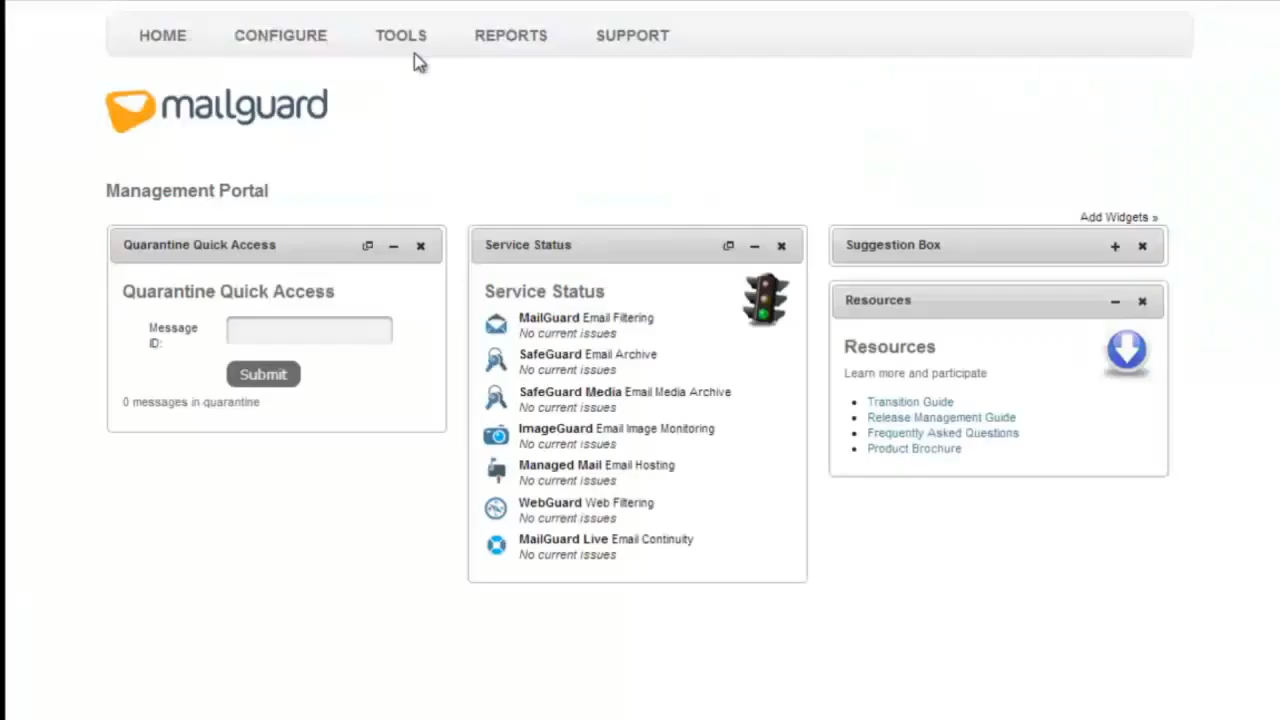 HOME CONFIGURE TOOLS REPORTS SUPPORT
mailguard
Management Portal
Add Widgets »
Quarantine Quick Access
Quarantine Quick Access
Message
ID:
Submit
0 messages in quarantine
Service Status
Service Status
MailGuard Email Filtering
No current issues
SafeGuard Email Archive
No current issues
SafeGuard Media Email Media Archive
No current issues
ImageGuard Email Image Monitoring
No current issues
Managed Mail Email Hosting
No current issues
WebGuard Web Filtering
No current issues
MailGuard Live Email Continuity
No current issues
Suggestion Box
Resources
Resources
Learn more and participate
Transition Guide
Release Management Guide
Frequently Asked Questions
Product Brochure